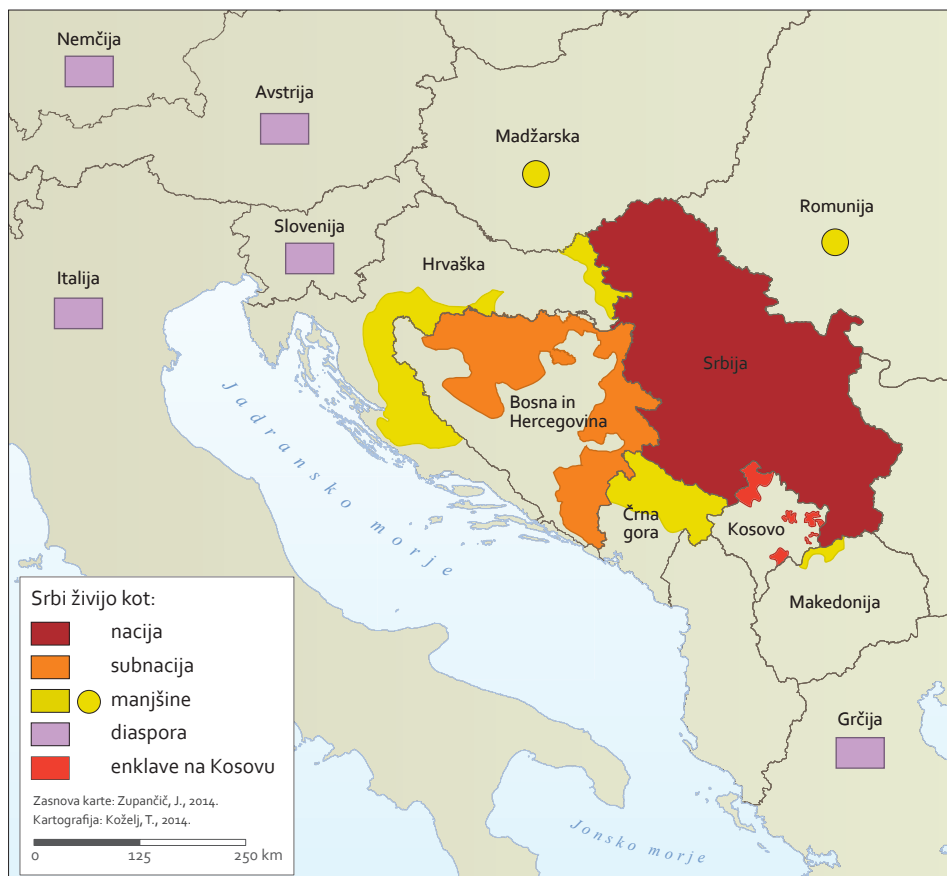 Nemčija
Avstrija
Madžarska
Romunija
Slovenija
Hrvaška
Italija
Srbija
Bosna in
Hercegovina
Jadransko morje
Črna
gora
Kosovo
Makedonija
Grčija
Jonsko morje
Srbi živijo kot:
nacija
subnacija
manjšine
diaspora
enklave na Kosovu
Zasnova karte: Zupančič, J., 2014.
Kartografija: Koželj, T., 2014.
0 125 250 km